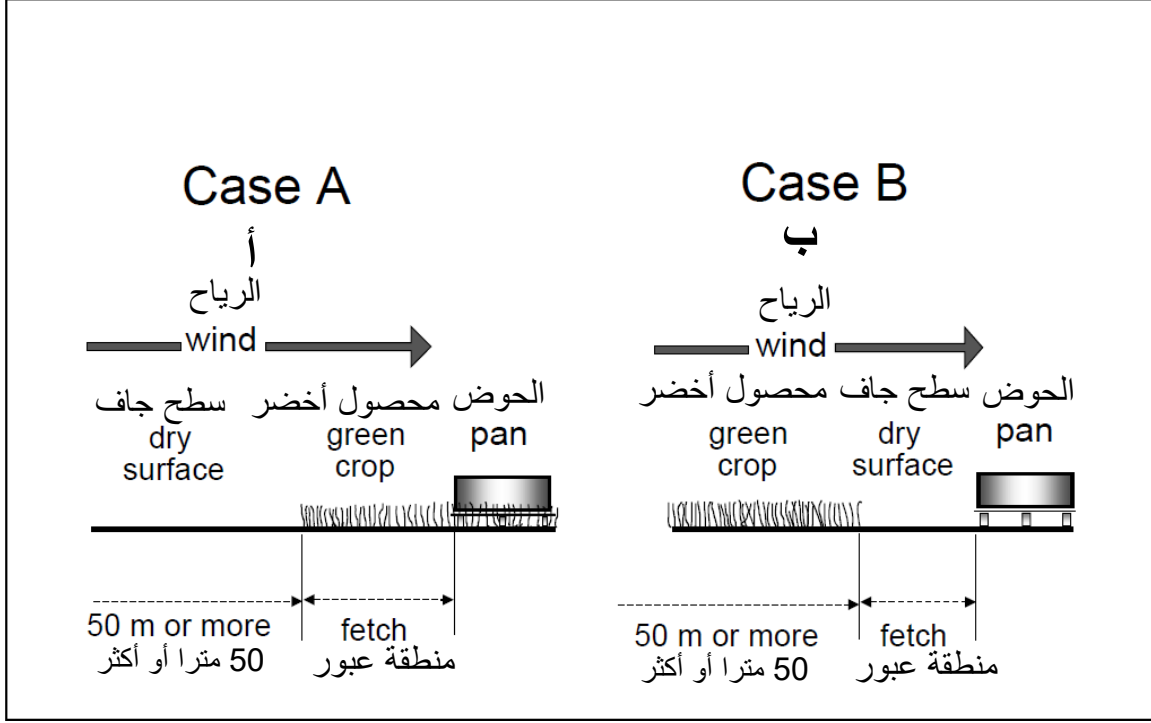 Case A
أ
الرياح
wind
سطح جاف
محصول أخضر
الحوض
dry
surface
green
crop
pan
50 m or more
50 مترا أو أكثر
fetch
منطقة عبور
Case B
ب
الرياح
wind
محصول أخضر
سطح جاف
الحوض
green
crop
dry
surface
pan
50 m or more
50 مترا أو أكثر
fetch
منطقة عبور